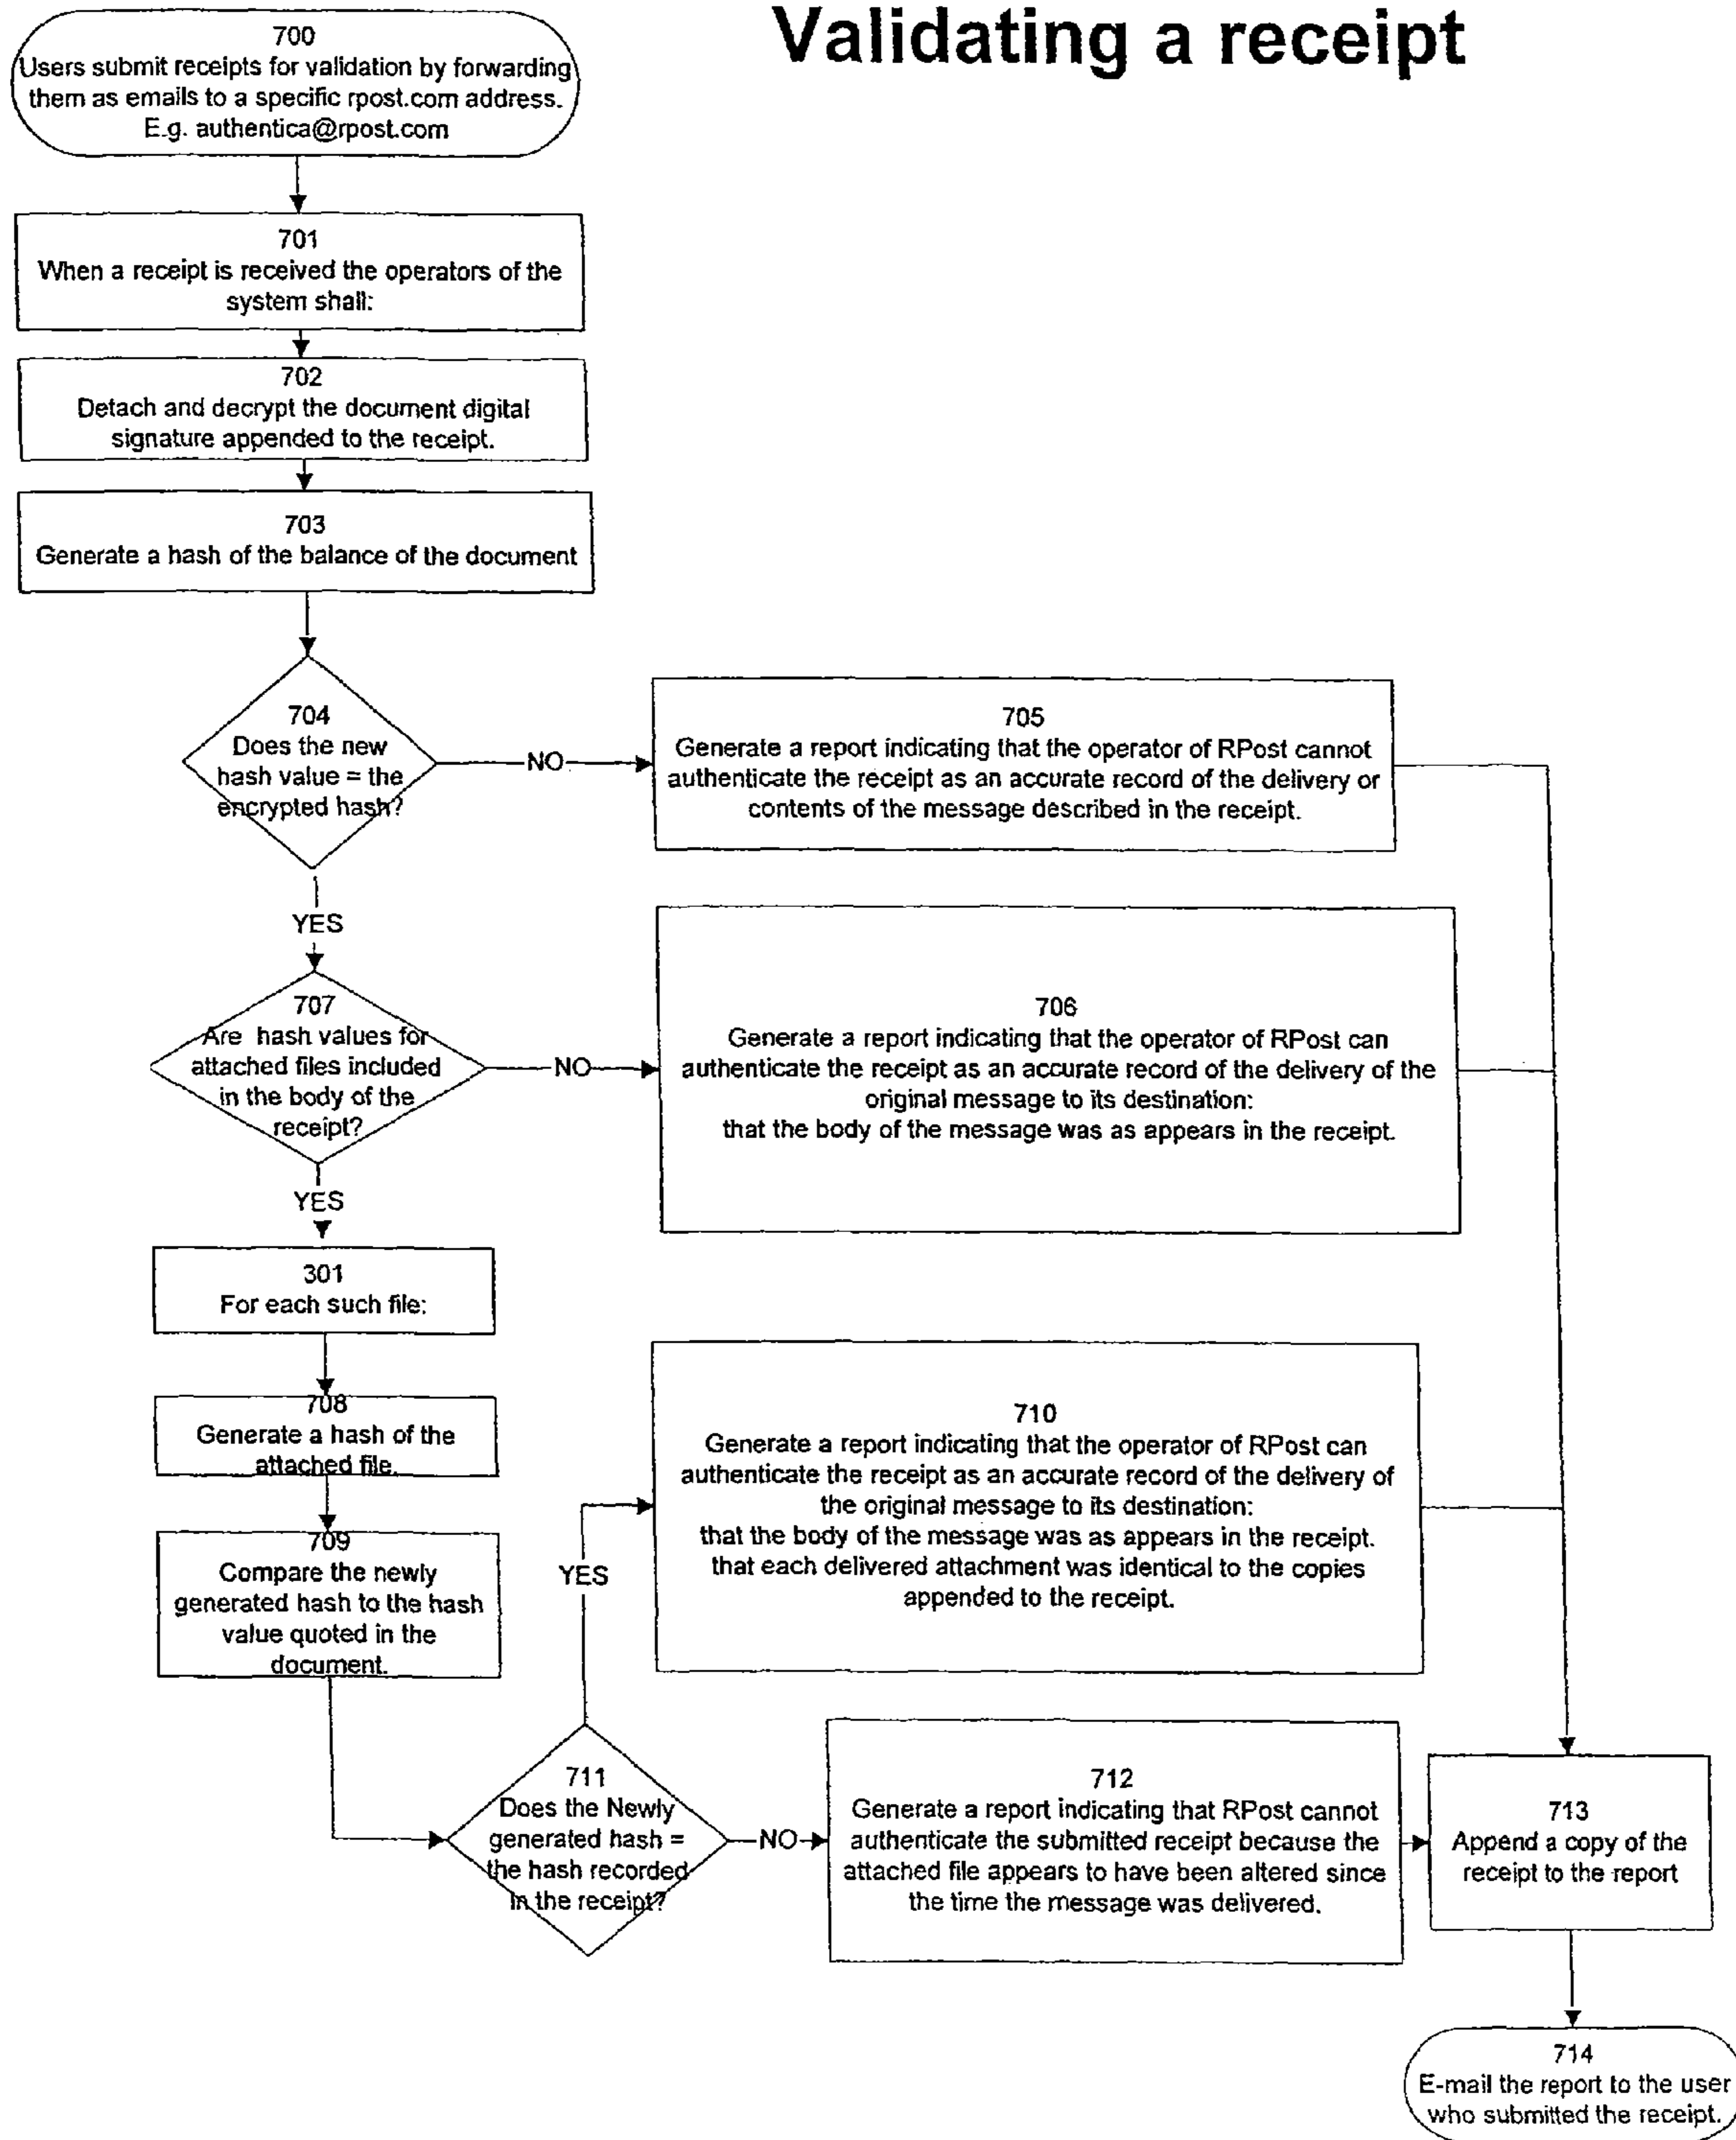 Validating a receipt
700
Users submit receipts for validation by forwarding
them as emails to a specific rpost.com address.
E.g. authentica@rpost.com
701
When a receipt is received the operators of the
system shall:
702
Detach and decrypt the document digital
signature appended to the receipt.
703
Generate a hash of the balance of the document
704
Does the new
hash value = the
encrypted hash?
NO
705
Generate a report indicating that the operator of RPost cannot
authenticate the receipt as an accurate record of the delivery or
contents of the message described in the receipt.
YES
707
Are hash values for
attached files included
in the body of the
receipt?
NO
706
Generate a report indicating that the operator of RPost can
authenticate the receipt as an accurate record of the delivery of the
original message to its destination:
that the body of the message was as appears in the receipt.
YES
301
For each such file:
708
Generate a hash of the
attached file.
709
Compare the newly
generated hash to the hash
value quoted in the
document.
YES
710
Generate a report indicating that the operator of RPost can
authenticate the receipt as an accurate record of the delivery of
the original message to its destination:
that the body of the message was as appears in the receipt.
that each delivered attachment was identical to the copies
appended to the receipt.
711
Does the Newly
generated hash =
the hash recorded
in the receipt?
NO
712
Generate a report indicating that RPost cannot
authenticate the submitted receipt because the
attached file appears to have been altered since
the time the message was delivered.
713
Append a copy of the
receipt to the report
714
E-mail the report to the user
who submitted the receipt.